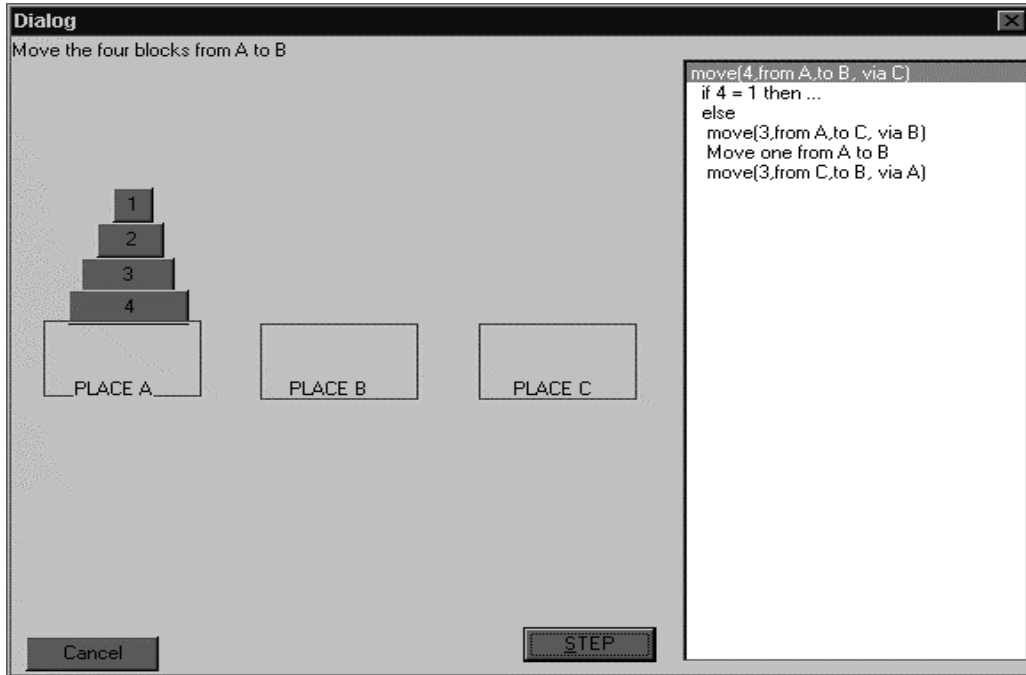 Dialog
Move the four blocks from A to B
move(4,from A,to B, via C)
if 4 = 1 then ...
else
move(3,from A,to C, via B)
Move one from A to B
move(3,from C,to B, via A)
1
2
3
4
PLACE A
PLACE B
PLACE C
Cancel
STEP